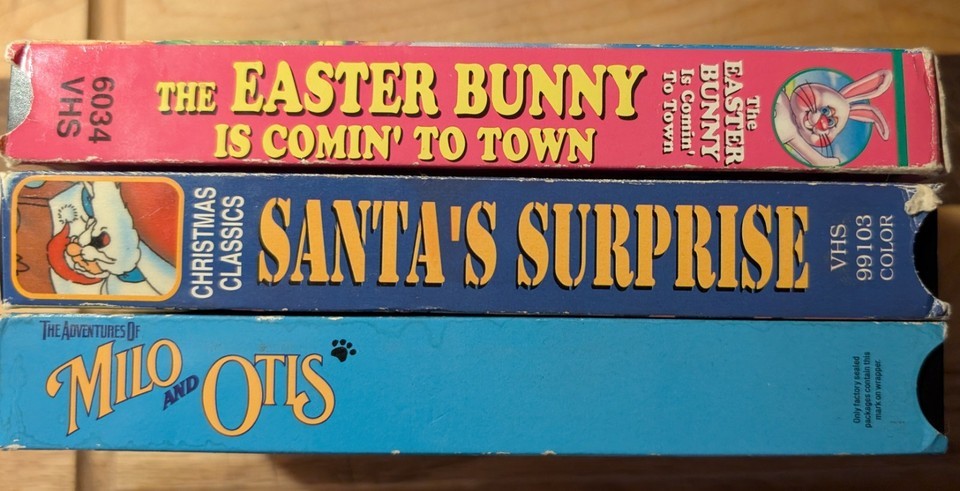 6034
VHS
THE EASTER BUNNY
IS COMIN' TO TOWN
The
EASTER
BUNNY
Is Comin'
To Town
CHRISTMAS
CLASSICS
SANTA'S SURPRISE
VHS
99103
COLOR
THE ADVENTURES OF
MILO
AND
OTIS
Only factory sealed
packages contain this
mark on wrapper.